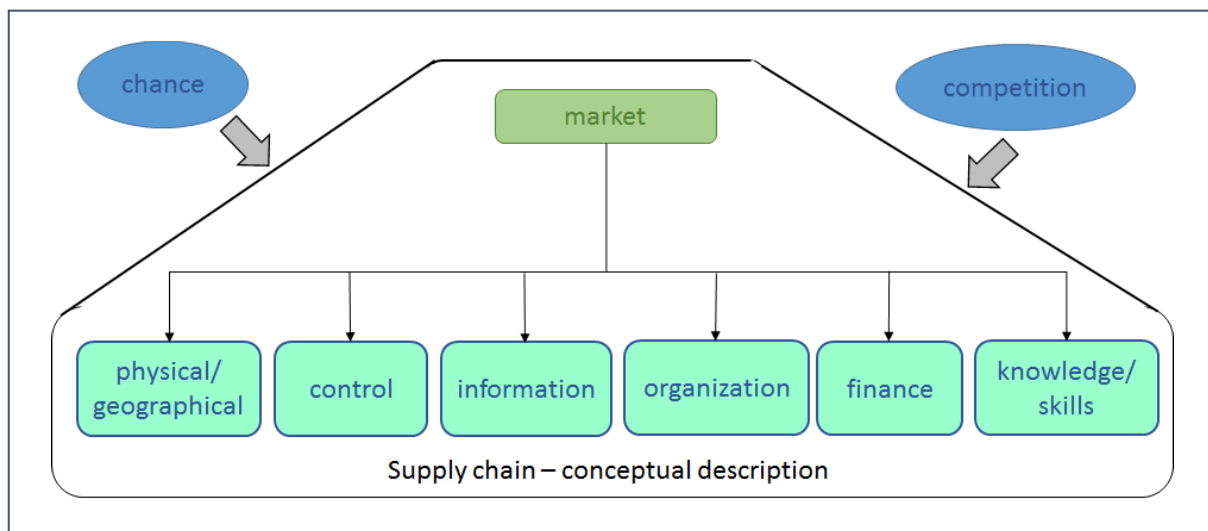 chance
competition
market
physical/
geographical
control
information
organization
finance
knowledge/
skills
Supply chain – conceptual description